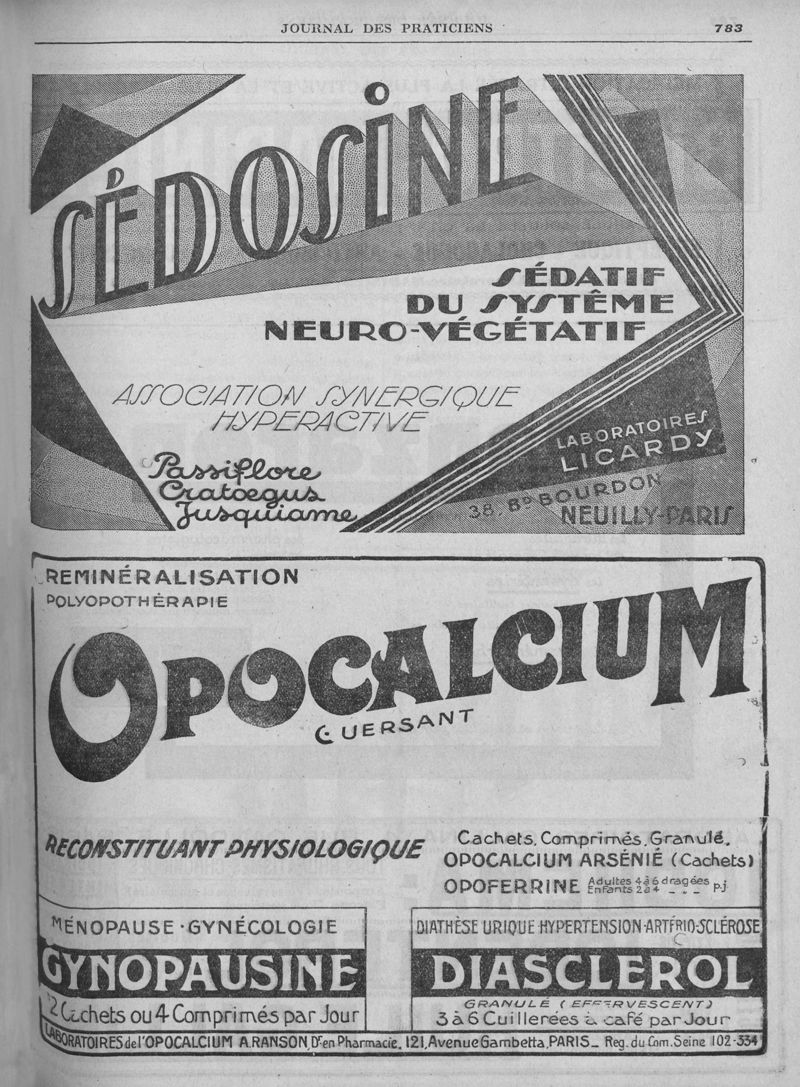 JOURNAL DES PRATICIENS 783
SÉDOSINE
SÉDATIF
DU SYSTÊME
NEURO-VÉGÉTATIF
ASSOCIATION SYNERGIQUE
HYPERACTIVE
Passiflore
Cratœgus
Jusquiame
LABORATOIRES
LICARDY
38, Bᴰ BOURDON
NEUILLY-PARIS
REMINÉRALISATION
POLYOPOTHÉRAPIE
OPOCALCIUM
GUERSANT
RECONSTITUANT PHYSIOLOGIQUE
Cachets, Comprimés, Granulé,
OPOCALCIUM ARSÉNIÉ (Cachets)
OPOFERRINE Adultes 4 à 6 dragées p.j.
Enfants 2 à 4 _ . _
MÉNOPAUSE · GYNÉCOLOGIE
GYNOPAUSINE
2 Cachets ou 4 Comprimés par Jour
DIATHÈSE URIQUE HYPERTENSION-ARTÉRIO-SCLÉROSE
DIASCLEROL
GRANULÉ (EFFERVESCENT)
3 à 6 Cuillerées à café par Jour
LABORATOIRES de l'OPOCALCIUM A.RANSON, Dʳ en Pharmacie, 121, Avenue Gambetta, PARIS_ Reg. du Com. Seine 102-334